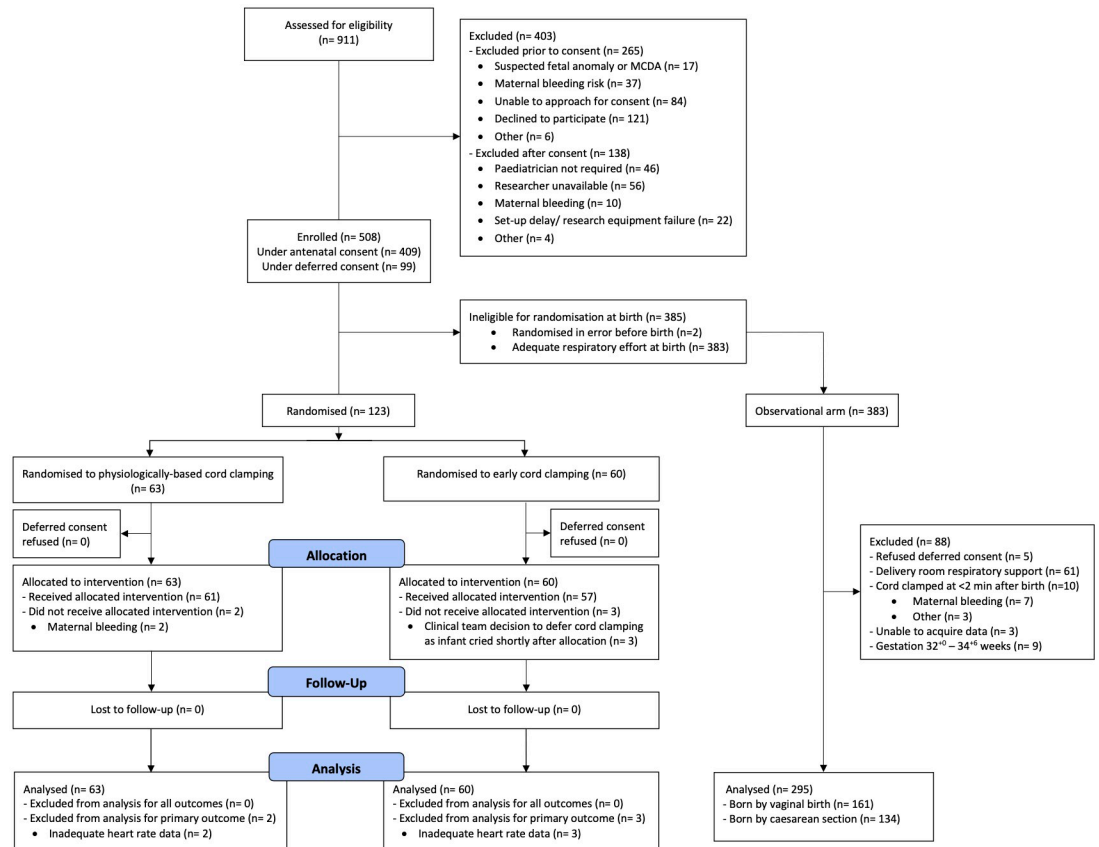 Assessed for eligibility
(n= 911)
Excluded (n= 403)
- Excluded prior to consent (n= 265)
• Suspected fetal anomaly or MCDA (n= 17)
• Maternal bleeding risk (n= 37)
• Unable to approach for consent (n= 84)
• Declined to participate (n= 121)
• Other (n= 6)
- Excluded after consent (n= 138)
• Paediatrician not required (n= 46)
• Researcher unavailable (n= 56)
• Maternal bleeding (n= 10)
• Set-up delay/ research equipment failure (n= 22)
• Other (n= 4)
Enrolled (n= 508)
Under antenatal consent (n= 409)
Under deferred consent (n= 99)
Ineligible for randomisation at birth (n= 385)
• Randomised in error before birth (n=2)
• Adequate respiratory effort at birth (n= 383)
Randomised (n= 123)
Observational arm (n= 383)
Randomised to physiologically-based cord clamping
(n= 63)
Randomised to early cord clamping (n= 60)
Deferred consent
refused (n= 0)
Deferred consent
refused (n= 0)
Excluded (n= 88)
- Refused deferred consent (n= 5)
- Delivery room respiratory support (n= 61)
- Cord clamped at <2 min after birth (n=10)
• Maternal bleeding (n= 7)
• Other (n= 3)
- Unable to acquire data (n= 3)
- Gestation 32⁺⁰ – 34⁺⁶ weeks (n= 9)
Allocation
Allocated to intervention (n= 63)
- Received allocated intervention (n= 61)
- Did not receive allocated intervention (n= 2)
• Maternal bleeding (n= 2)
Allocated to intervention (n= 60)
- Received allocated intervention (n= 57)
- Did not receive allocated intervention (n= 3)
• Clinical team decision to defer cord clamping
as infant cried shortly after allocation (n= 3)
Follow-Up
Lost to follow-up (n= 0)
Lost to follow-up (n= 0)
Analysis
Analysed (n= 63)
- Excluded from analysis for all outcomes (n= 0)
- Excluded from analysis for primary outcome (n= 2)
• Inadequate heart rate data (n= 2)
Analysed (n= 60)
- Excluded from analysis for all outcomes (n= 0)
- Excluded from analysis for primary outcome (n= 3)
• Inadequate heart rate data (n= 3)
Analysed (n= 295)
- Born by vaginal birth (n= 161)
- Born by caesarean section (n= 134)